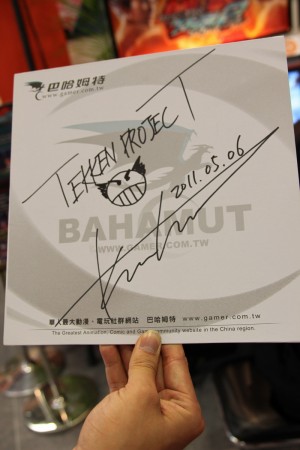 巴哈姆特
www.gamer.com.tw
TEKKEN PROJECT
2011.05.06
BAHAMUT
WWW.GAMER.COM.TW
華人最大動漫、電玩社群網站 巴哈姆特 www.gamer.com.tw
The Greatest Animation, Comic and Game community website in the China region.